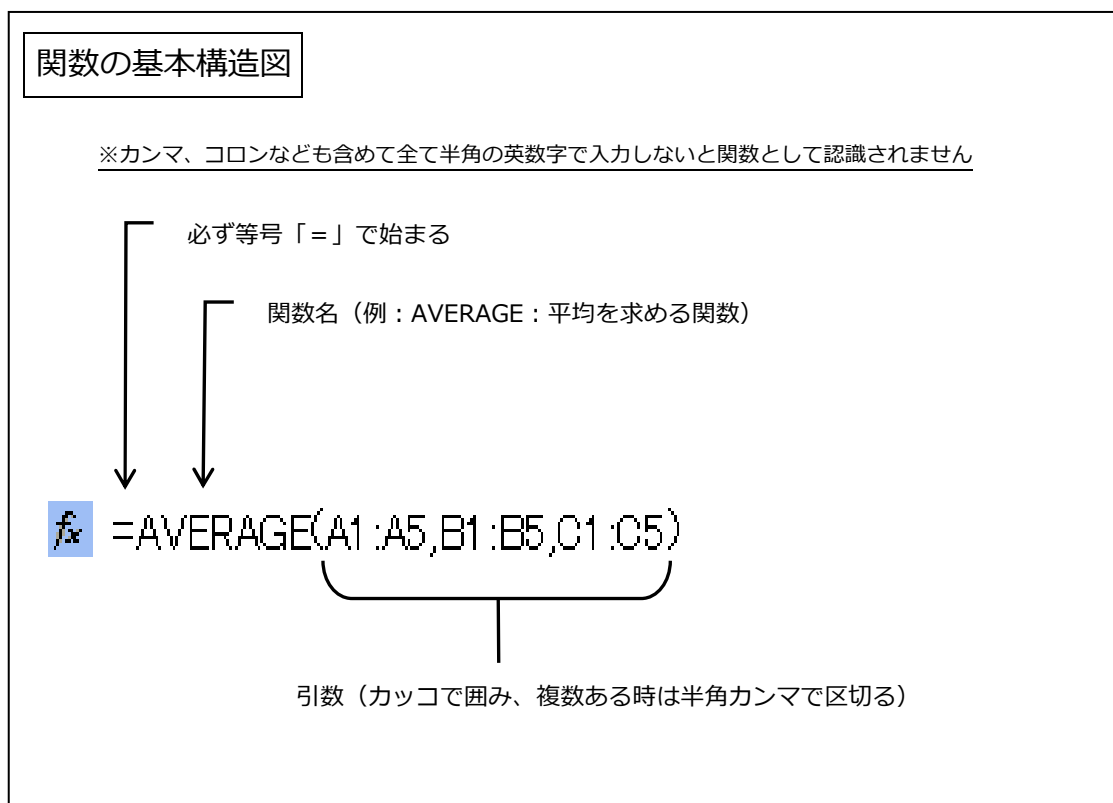 関数の基本構造図
※カンマ、コロンなども含めて全て半角の英数字で入力しないと関数として認識されません
必ず等号「=」で始まる
関数名（例：AVERAGE：平均を求める関数）
fx =AVERAGE(A1:A5,B1:B5,C1:C5)
引数（カッコで囲み、複数ある時は半角カンマで区切る）